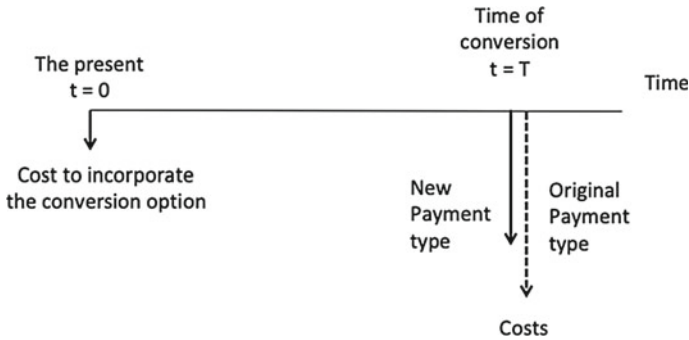 The present
t = 0
Time of
conversion
t = T
Time
Cost to incorporate
the conversion option
New
Payment
type
Original
Payment
type
Costs